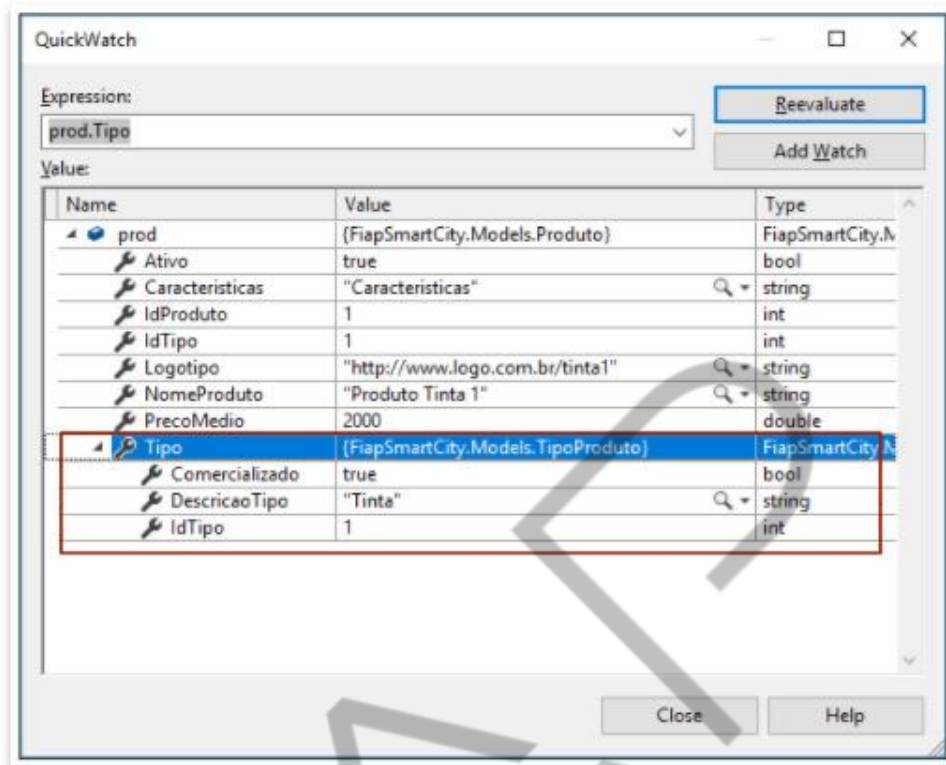 QuickWatch
Expression:
Reevaluate
prod.Tipo
Add Watch
Value:
Name Value Type
prod {FiapSmartCity.Models.Produto} FiapSmartCity.M
Ativo true bool
Caracteristicas "Caracteristicas" string
IdProduto 1 int
IdTipo 1 int
Logotipo "http://www.logo.com.br/tinta1" string
NomeProduto "Produto Tinta 1" string
PrecoMedio 2000 double
Tipo {FiapSmartCity.Models.TipoProduto} FiapSmartCity.M
Comercializado true bool
DescricaoTipo "Tinta" string
IdTipo 1 int
Close Help